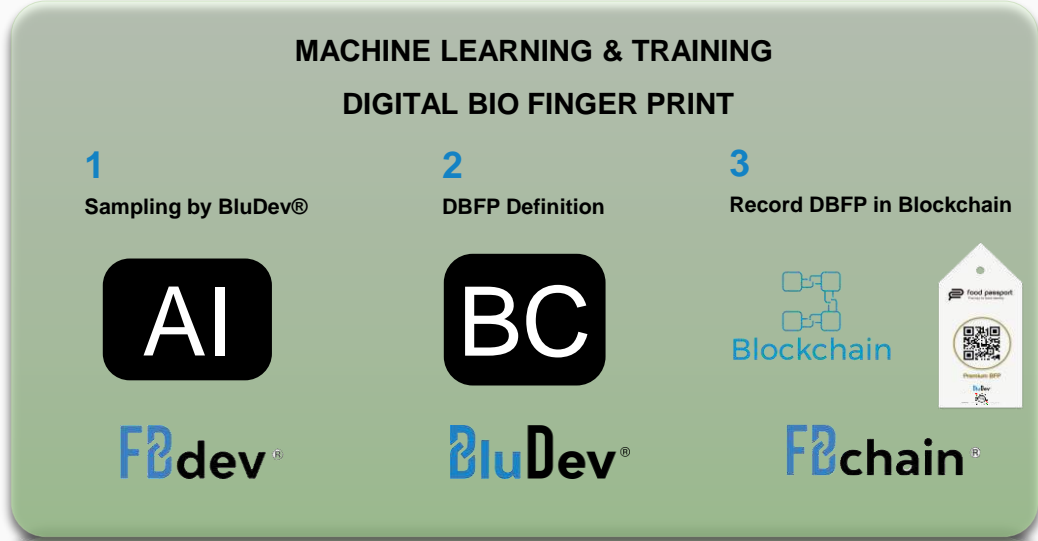 MACHINE LEARNING & TRAINING
DIGITAL BIO FINGER PRINT
1
Sampling by BluDev®
2
DBFP Definition
3
Record DBFP in Blockchain
AI
BC
Blockchain
food passport
Premium BFP
BluDev
FBdev®
BluDev®
FBchain®